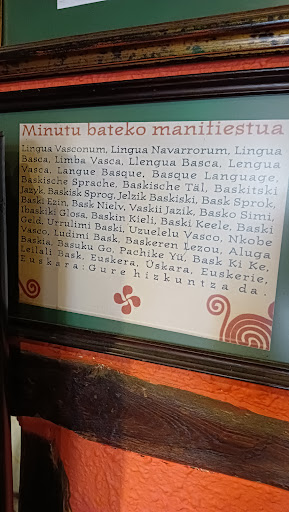 Minutu bateko manifiestua
Lingua Vasconum, Lingua Navarrorum, Lingua
Basca, Limba Vasca, Llengua Basca, Lengua
Vasca, Langue Basque, Basque Language,
Baskische Sprache, Baskische Tâl, Baskitski
Jazyk, Baskisk Sprog, Jelzik Baskiski, Bask Sprok,
Baski Ezin, Bask Nielv, Vaskii Jazik, Basko Simi,
Ibaskiki Glosa, Baskin Kieli, Baski Keele, Baski
Geld, Urrulimi Baski, Uzuelelu Vasco, Nkobe
Vasco, Ludimi Bask, Baskeren Lezou, Aluga
Baskia, Basuku Go, Pachike Yu, Bask Ki Ke,
Leilali Bask, Euskera, Uskara, Euskerie,
Euskara: Gure hizkuntza da.